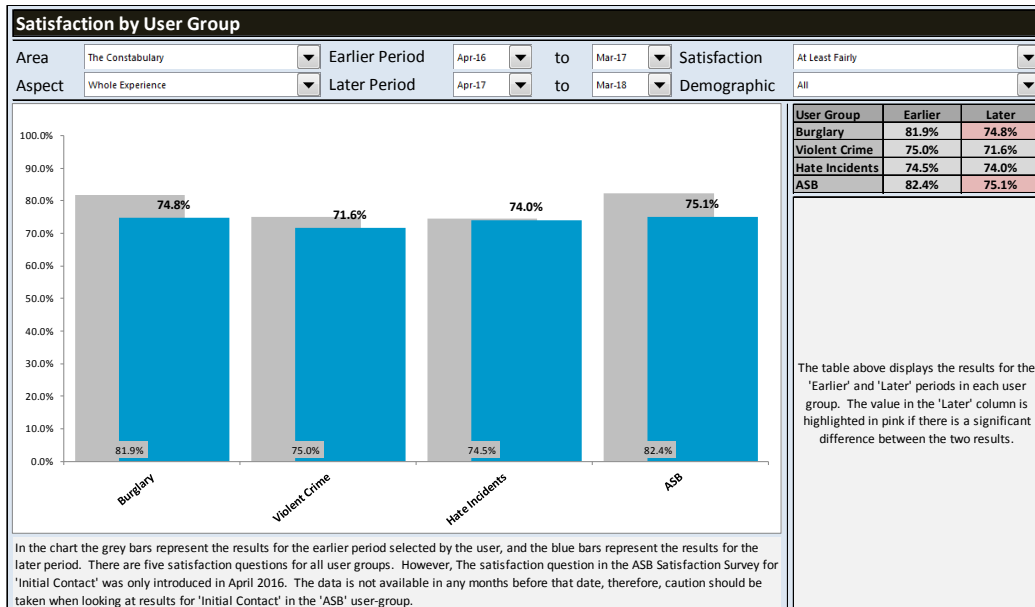 Satisfaction by User Group
Area The Constabulary Earlier Period Apr-16 to Mar-17 Satisfaction At Least Fairly
Aspect Whole Experience Later Period Apr-17 to Mar-18 Demographic All
100.0%
90.0%
80.0%
70.0%
60.0%
50.0%
40.0%
30.0%
20.0%
10.0%
0.0%
74.8% 71.6% 74.0% 75.1%
81.9% 75.0% 74.5% 82.4%
Burglary Violent Crime Hate Incidents ASB
User Group Earlier Later
Burglary 81.9% 74.8%
Violent Crime 75.0% 71.6%
Hate Incidents 74.5% 74.0%
ASB 82.4% 75.1%
The table above displays the results for the
'Earlier' and 'Later' periods in each user
group. The value in the 'Later' column is
highlighted in pink if there is a significant
difference between the two results.
In the chart the grey bars represent the results for the earlier period selected by the user, and the blue bars represent the results for the
later period. There are five satisfaction questions for all user groups. However, The satisfaction question in the ASB Satisfaction Survey for
'Initial Contact' was only introduced in April 2016. The data is not available in any months before that date, therefore, caution should be
taken when looking at results for 'Initial Contact' in the 'ASB' user-group.